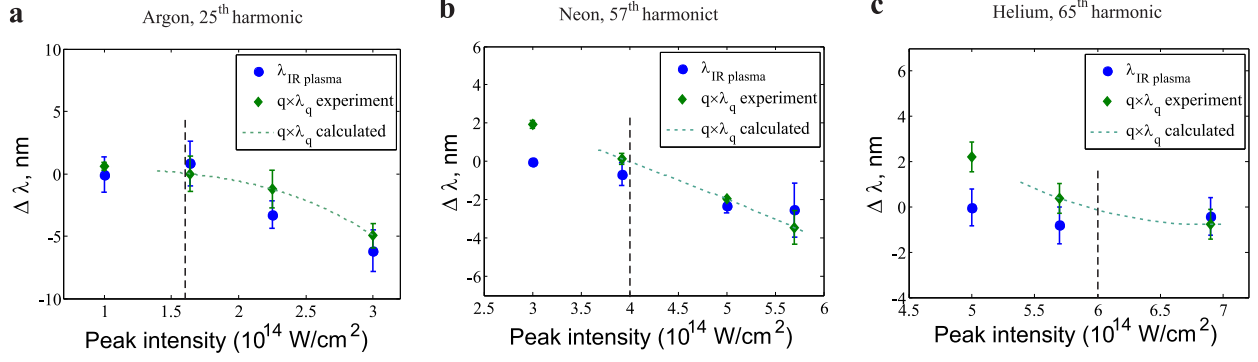 a
Argon, 25th harmonic
Δ λ, nm
10
5
0
-5
-10
λIR plasma
q×λq experiment
q×λq calculated
1
1.5
2
2.5
3
Peak intensity (10^14 W/cm^2)
b
Neon, 57th harmonict
Δ λ, nm
6
4
2
0
-2
-4
-6
λIR plasma
q×λq experiment
q×λq calculated
2.5
3
3.5
4
4.5
5
5.5
6
Peak intensity (10^14 W/cm^2)
c
Helium, 65th harmonic
Δ λ, nm
6
4
2
0
-2
-4
λIR plasma
q×λq experiment
q×λq calculated
4.5
5
5.5
6
6.5
7
Peak intensity (10^14 W/cm^2)